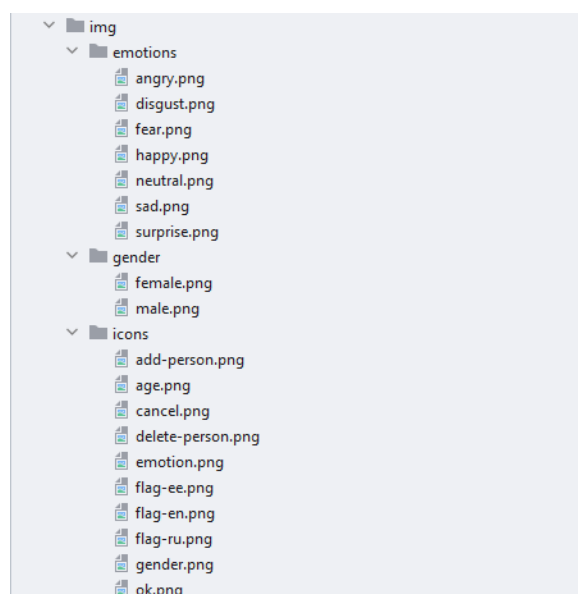 img
emotions
angry.png
disgust.png
fear.png
happy.png
neutral.png
sad.png
surprise.png
gender
female.png
male.png
icons
add-person.png
age.png
cancel.png
delete-person.png
emotion.png
flag-ee.png
flag-en.png
flag-ru.png
gender.png
ok.png